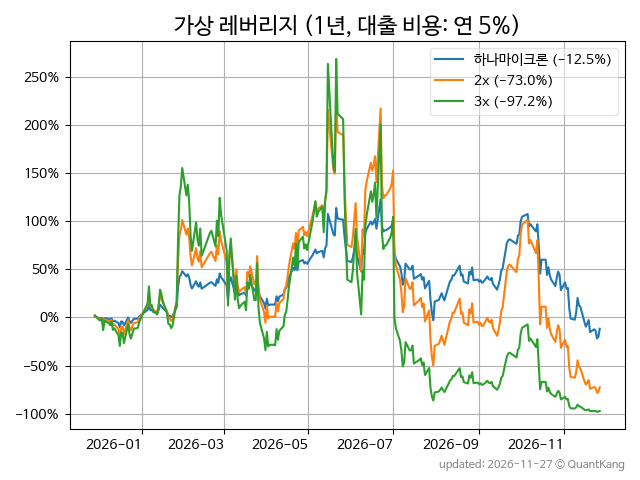 가상 레버리지 (1년, 대출 비용: 연 5%)
하나마이크론 (-12.5%)
2x (-73.0%)
3x (-97.2%)
250%
200%
150%
100%
50%
0%
-50%
-100%
2026-01 2026-03 2026-05 2026-07 2026-09 2026-11
updated: 2026-11-27 © QuantKang